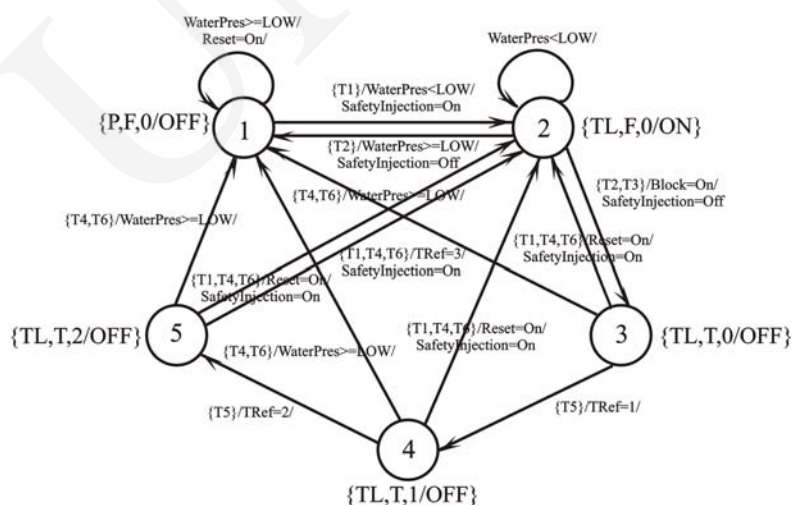 WaterPres>=LOW/
Reset=On/
WaterPres<LOW/
{T1}/WaterPres<LOW/
SafetyInjection=On
{P,F,0/OFF}
1
2
{TL,F,0/ON}
{T2}/WaterPres>=LOW/
SafetyInjection=Off
{T4,T6}/WaterPres>=LOW/
{T2,T3}/Block=On/
SafetyInjection=Off
{T4,T6}/WaterPres>=LOW/
{T1,T4,T6}/TRef=3/
SafetyInjection=On
{T1,T4,T6}/Reset=On/
SafetyInjection=On
{T1,T4,T6}/Reset=On/
SafetyInjection=On
{TL,T,2/OFF}
5
{T1,T4,T6}/Reset=On/
SafetyInjection=On
3
{TL,T,0/OFF}
{T4,T6}/WaterPres>=LOW/
{T5}/TRef=2/
{T5}/TRef=1/
4
{TL,T,1/OFF}